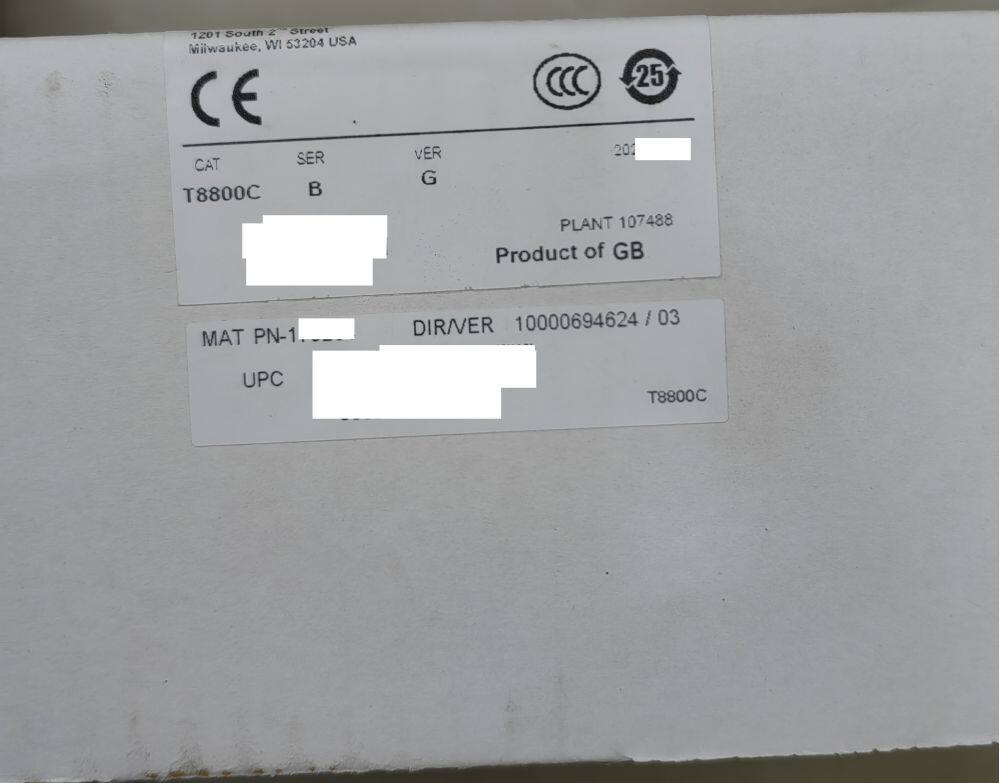 1201 South 2nd Street
Milwaukee, WI 53204 USA
CE
CCC
25
CAT SER VER 202
T8800C B G
PLANT 107488
Product of GB
MAT PN-1 DIR/VER 10000694624 / 03
UPC
T8800C